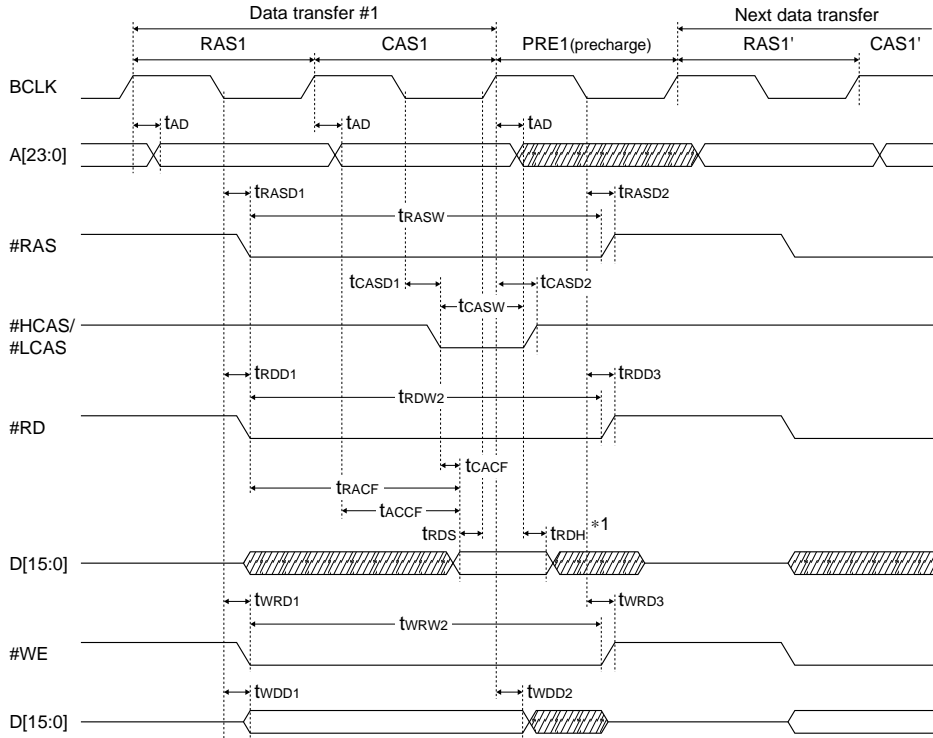 Data transfer #1 Next data transfer
RAS1 CAS1 PRE1(precharge) RAS1' CAS1'
BCLK
tAD tAD tAD
A[23:0]
tRASD1 tRASD2
tRASW
#RAS
tCASD1 tCASD2
tCASW
#HCAS/
#LCAS
tRDD1 tRDD3
tRDW2
#RD
tCACF
tRACF
tACCF
tRDS tRDH *1
D[15:0]
tWRD1 tWRD3
tWRW2
#WE
tWDD1 tWDD2
D[15:0]